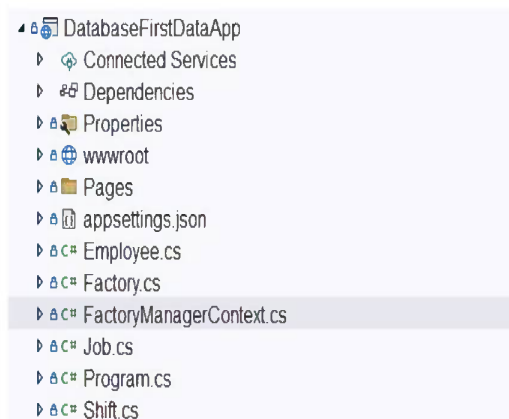 DatabaseFirstDataApp
Connected Services
Dependencies
Properties
wwwroot
Pages
appsettings.json
C# Employee.cs
C# Factory.cs
C# FactoryManagerContext.cs
C# Job.cs
C# Program.cs
C# Shift.cs